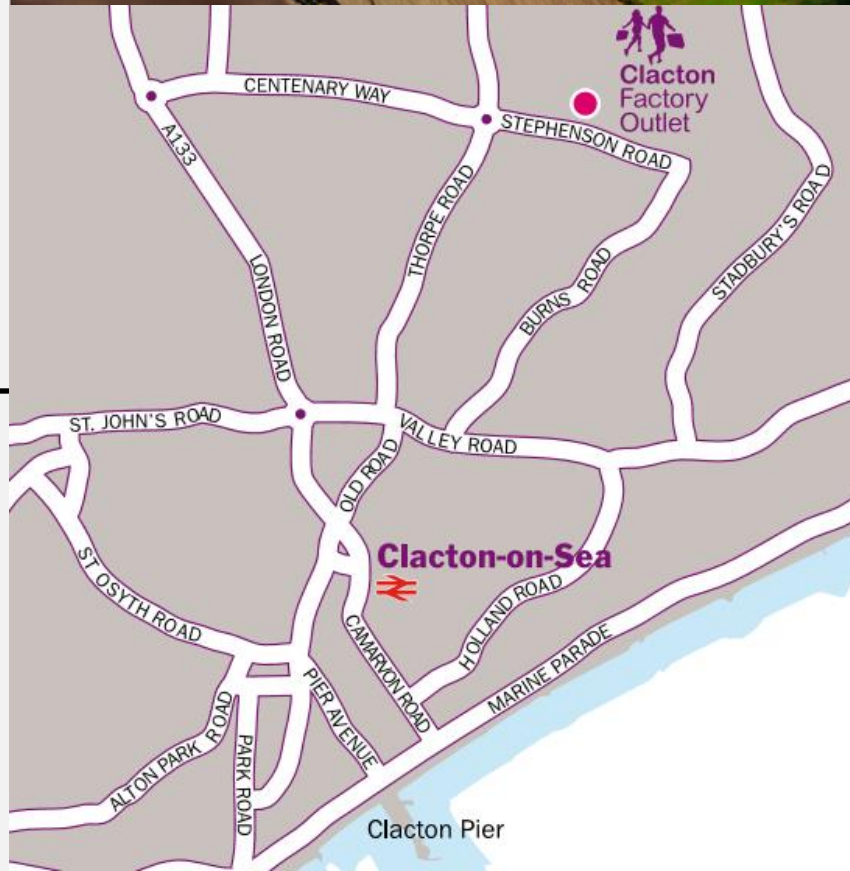 Clacton
Factory
Outlet
CENTENARY WAY
STEPHENSON ROAD
A133
THORPE ROAD
STADBURY'S ROAD
LONDON ROAD
BURNS ROAD
ST. JOHN'S ROAD
VALLEY ROAD
OLD ROAD
Clacton-on-Sea
ST OSYTH ROAD
HOLLAND ROAD
CAMARVON ROAD
MARINE PARADE
PIER AVENUE
ALTON PARK ROAD
PARK ROAD
Clacton Pier